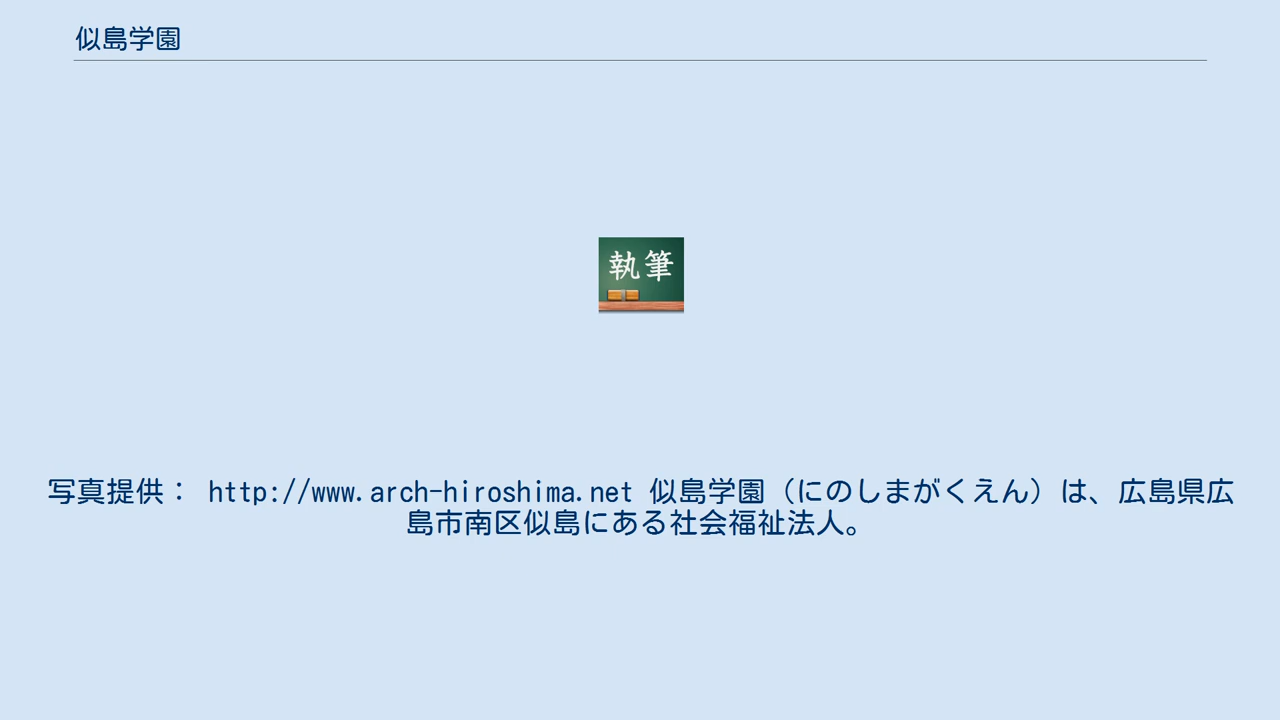 似島学園
執筆
写真提供： http://www.arch-hiroshima.net 似島学園（にのしまがくえん）は、広島県広
島市南区似島にある社会福祉法人。